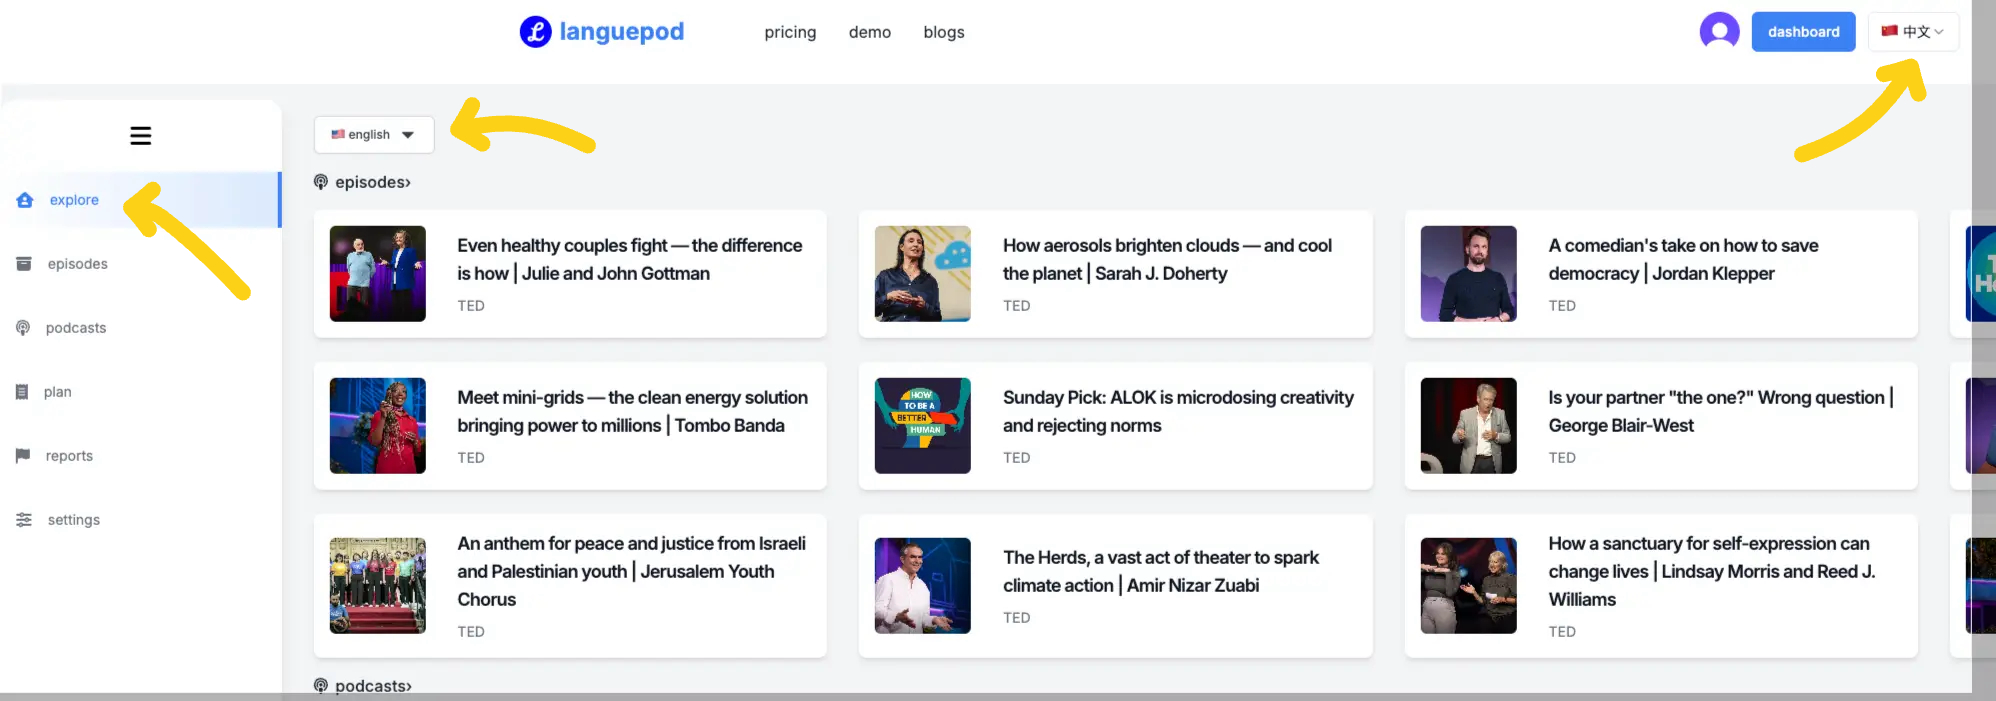 languepod
pricing
demo
blogs
dashboard
中文
explore
episodes
podcasts
plan
reports
settings
english
episodes›
Even healthy couples fight — the difference
is how | Julie and John Gottman
TED
How aerosols brighten clouds — and cool
the planet | Sarah J. Doherty
TED
A comedian's take on how to save
democracy | Jordan Klepper
TED
Meet mini-grids — the clean energy solution
bringing power to millions | Tombo Banda
TED
HOW
TO BE A
BETTER
HUMAN
Sunday Pick: ALOK is microdosing creativity
and rejecting norms
TED
Is your partner "the one?" Wrong question |
George Blair-West
TED
An anthem for peace and justice from Israeli
and Palestinian youth | Jerusalem Youth
Chorus
TED
The Herds, a vast act of theater to spark
climate action | Amir Nizar Zuabi
TED
How a sanctuary for self-expression can
change lives | Lindsay Morris and Reed J.
Williams
TED
podcasts›